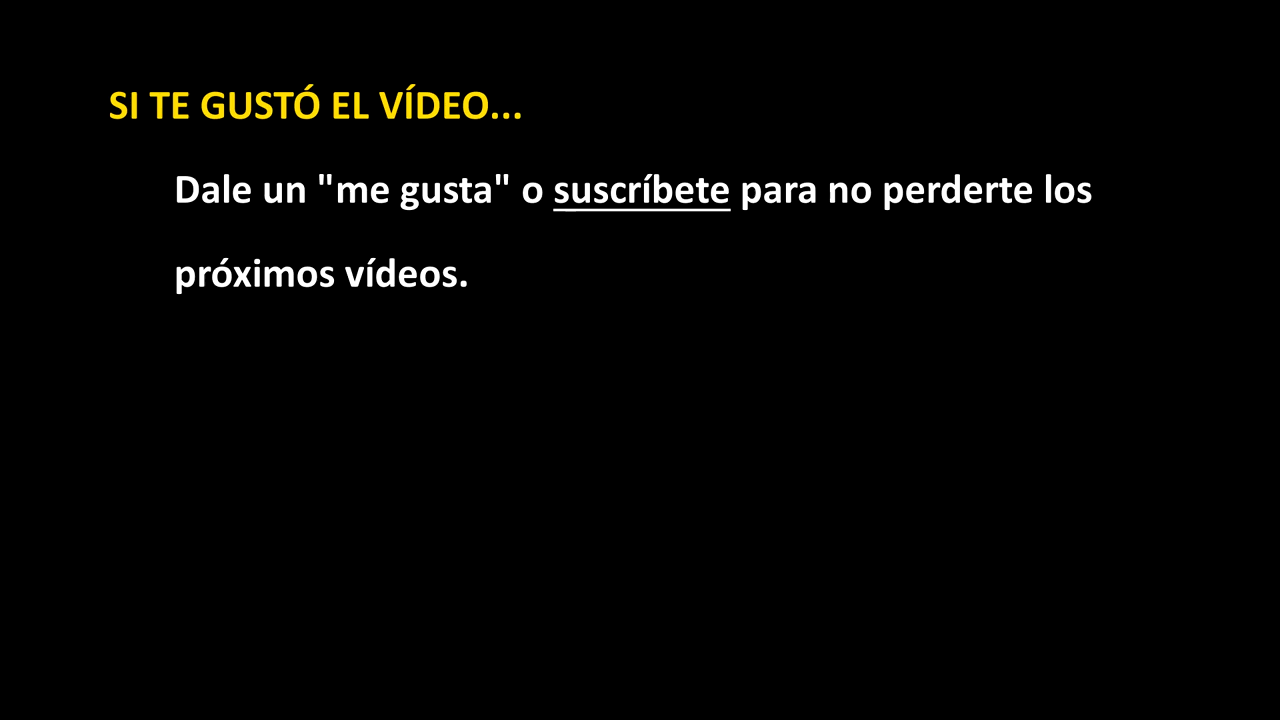 SI TE GUSTÓ EL VÍDEO...
Dale un "me gusta" o suscríbete para no perderte los
próximos vídeos.